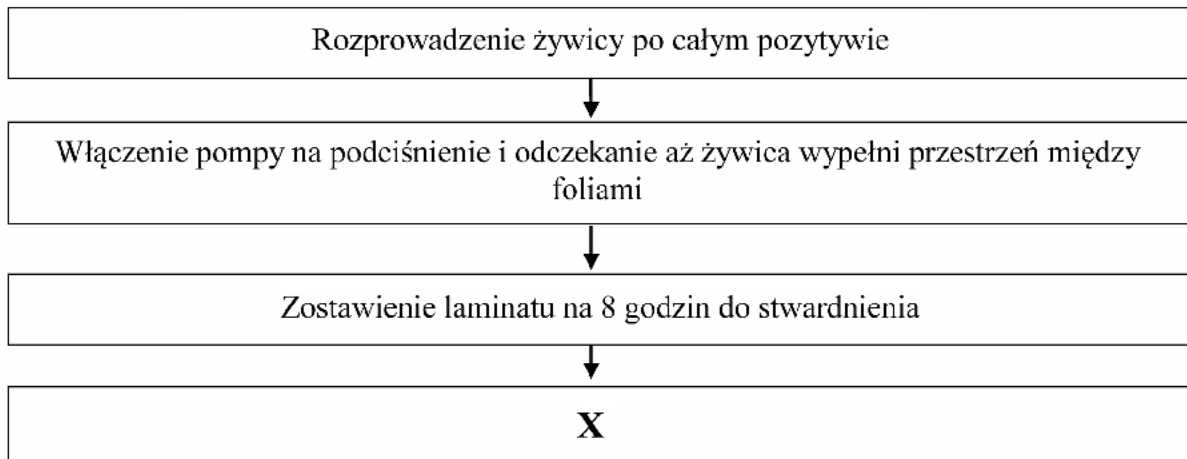 Rozprowadzenie żywicy po całym pozytywie
Włączenie pompy na podciśnienie i odczekanie aż żywica wypełni przestrzeń między
foliami
Zostawienie laminatu na 8 godzin do stwardnienia
X